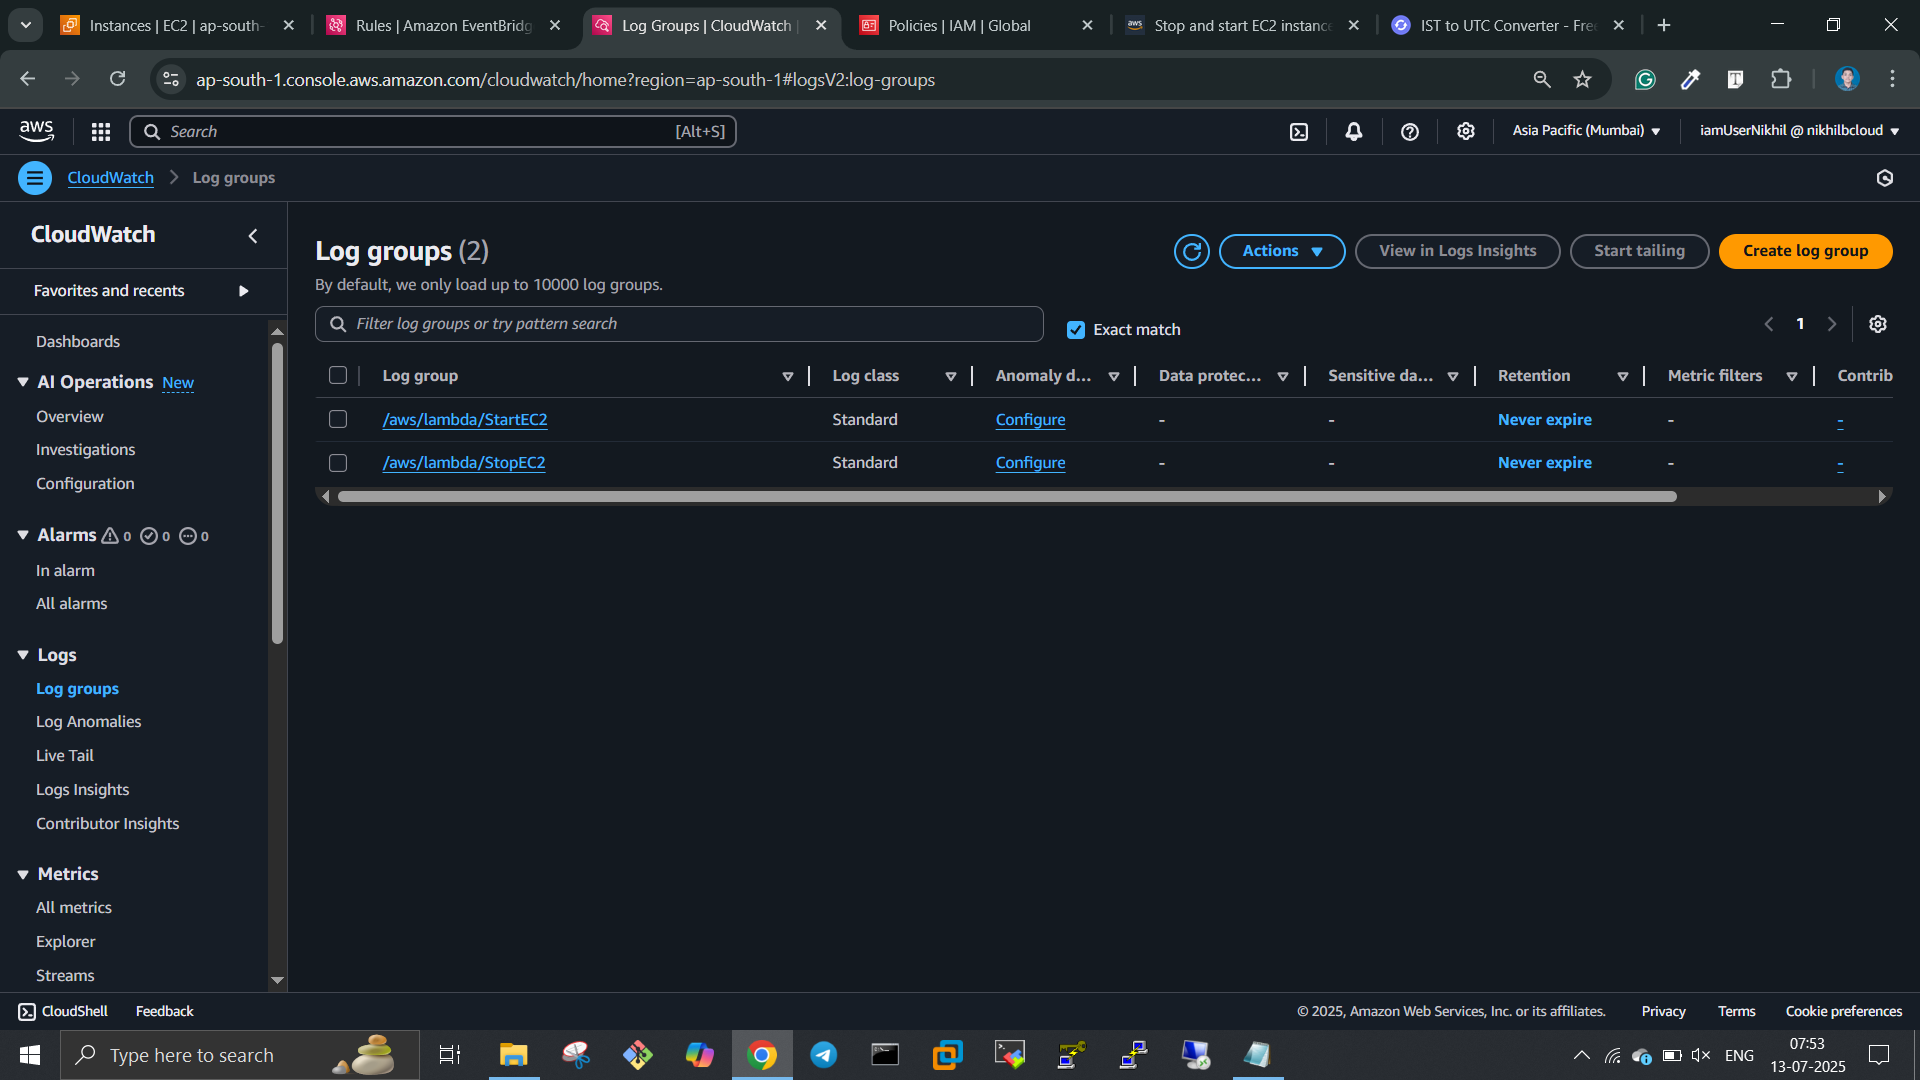 Instances | EC2 | ap-south-
Rules | Amazon EventBridg
Log Groups | CloudWatch |
Policies | IAM | Global
aws
Stop and start EC2 instance
IST to UTC Converter - Fre
ap-south-1.console.aws.amazon.com/cloudwatch/home?region=ap-south-1#logsV2:log-groups
aws
Search
[Alt+S]
Asia Pacific (Mumbai)
iamUserNikhil @ nikhilbcloud
CloudWatch
Log groups
CloudWatch
Favorites and recents
Dashboards
AI Operations New
Overview
Investigations
Configuration
Alarms 0 0 0
In alarm
All alarms
Logs
Log groups
Log Anomalies
Live Tail
Logs Insights
Contributor Insights
Metrics
All metrics
Explorer
Streams
Log groups (2)
Actions
View in Logs Insights
Start tailing
Create log group
By default, we only load up to 10000 log groups.
Filter log groups or try pattern search
Exact match
1
Log group Log class Anomaly d... Data protec... Sensitive da... Retention Metric filters Contrib
/aws/lambda/StartEC2 Standard Configure - - Never expire - -
/aws/lambda/StopEC2 Standard Configure - - Never expire - -
CloudShell Feedback
© 2025, Amazon Web Services, Inc. or its affiliates. Privacy Terms Cookie preferences
Type here to search
ENG
07:53
13-07-2025